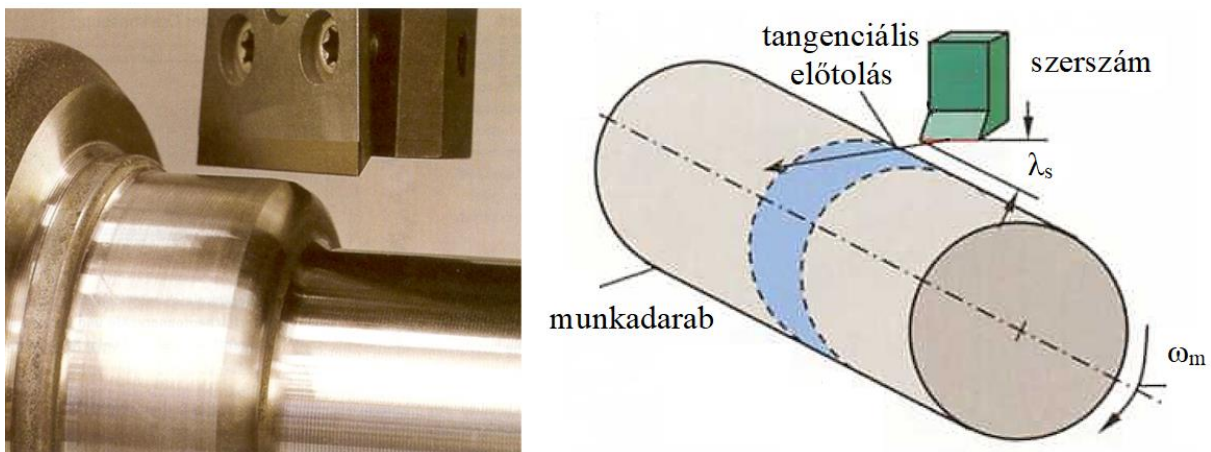 tangenciális
előtolás
szerszám
λs
munkadarab
ωm